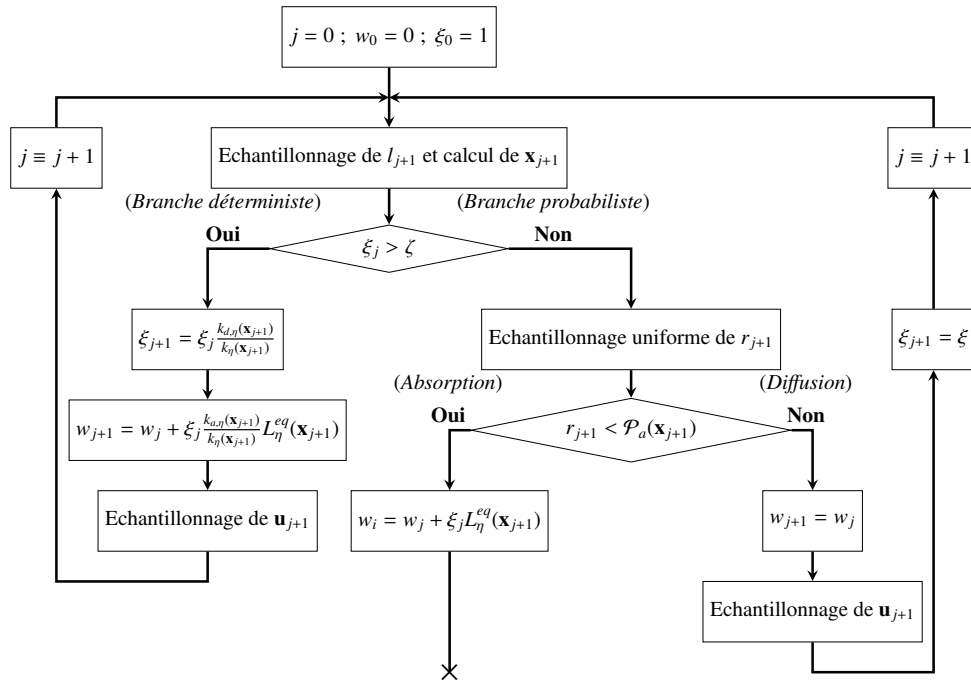 j = 0 ; w_0 = 0 ; ξ_0 = 1
j ≡ j + 1
Echantillonnage de l_{j+1} et calcul de x_{j+1}
j ≡ j + 1
(Branche déterministe)
(Branche probabiliste)
Oui
ξ_j > ζ
Non
ξ_{j+1} = ξ_j \frac{k_{d,η}(x_{j+1})}{k_η(x_{j+1})}
Echantillonnage uniforme de r_{j+1}
ξ_{j+1} = ξ
(Absorption)
(Diffusion)
Oui
Non
w_{j+1} = w_j + ξ_j \frac{k_{a,η}(x_{j+1})}{k_η(x_{j+1})} L_η^{eq}(x_{j+1})
r_{j+1} < P_a(x_{j+1})
Echantillonnage de u_{j+1}
w_i = w_j + ξ_j L_η^{eq}(x_{j+1})
w_{j+1} = w_j
Echantillonnage de u_{j+1}